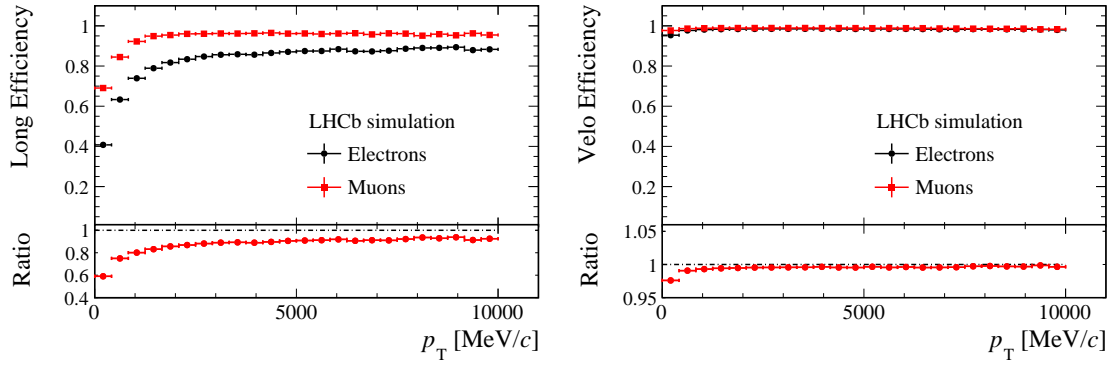 Long Efficiency
1
0.8
0.6
0.4
0.2
LHCb simulation
Electrons
Muons
Ratio
1
0.8
0.6
0.4
0 5000 10000
p_T [MeV/c]
Velo Efficiency
1
0.8
0.6
0.4
0.2
LHCb simulation
Electrons
Muons
Ratio
1.05
1
0.95
0 5000 10000
p_T [MeV/c]